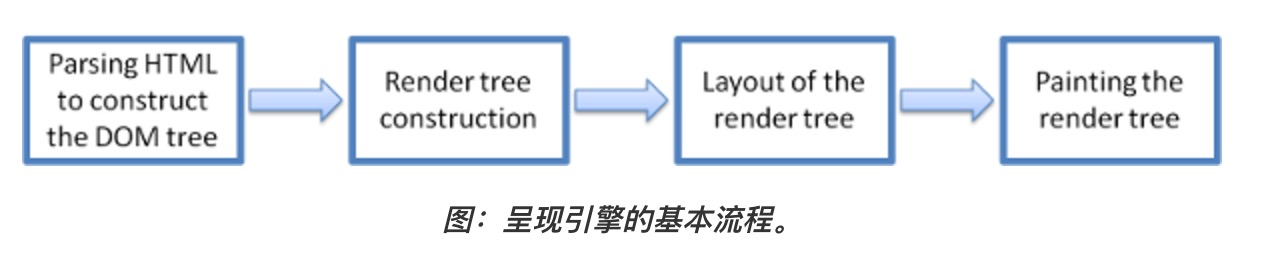 Parsing HTML
to construct
the DOM tree
Render tree
construction
Layout of the
render tree
Painting the
render tree
图：呈现引擎的基本流程。